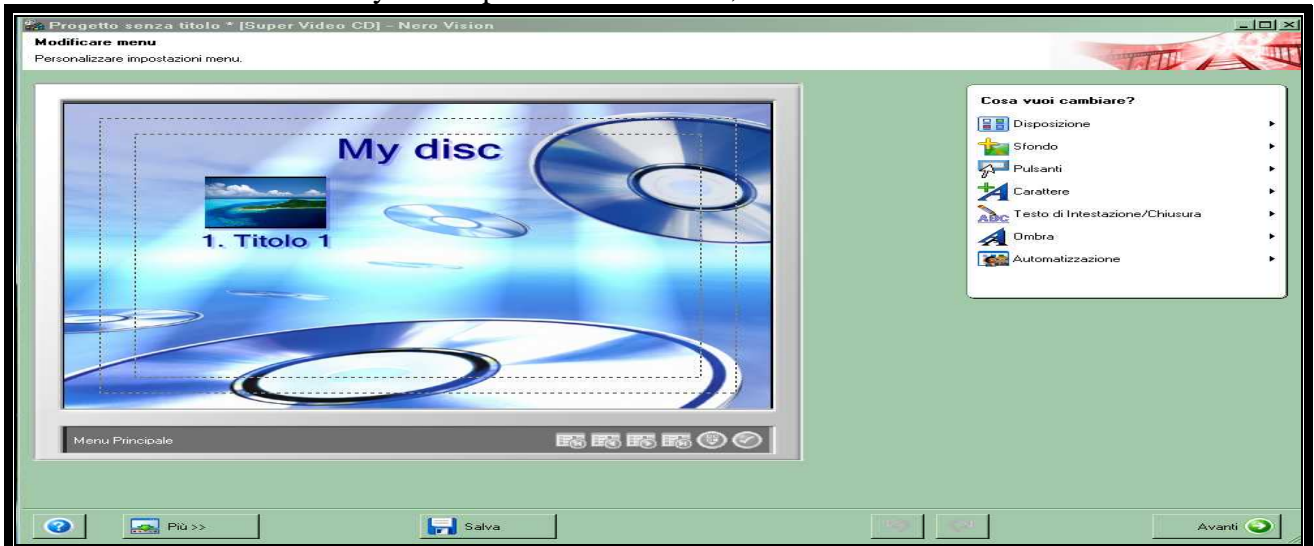 Progetto senza titolo * [Super Video CD] - Nero Vision
Modificare menu
Personalizzare impostazioni menu.
My disc
1. Titolo 1
Menu Principale
Cosa vuoi cambiare?
Disposizione
Sfondo
Pulsanti
Carattere
Testo di Intestazione/Chiusura
Ombra
Automatizzazione
Più >>
Salva
Avanti